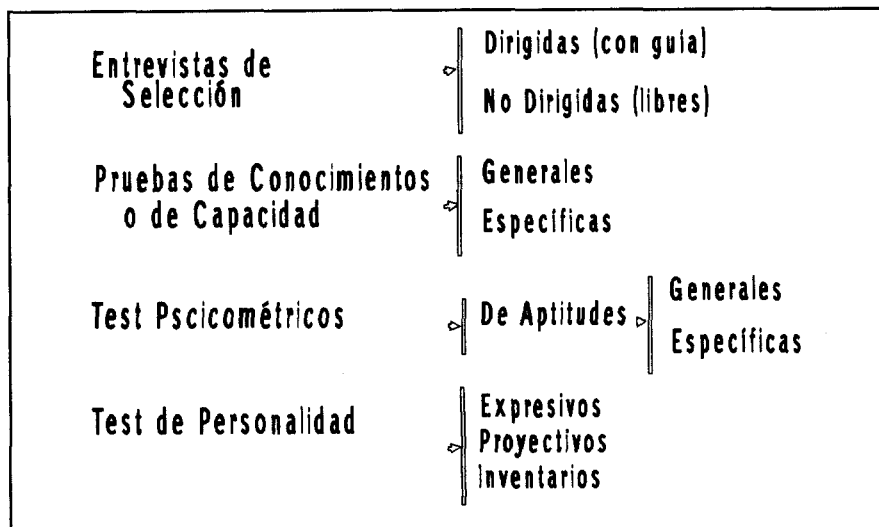 Entrevistas de
Selección
Dirigidas (con guía)
No Dirigidas (libres)
Pruebas de Conocimientos
o de Capacidad
Generales
Específicas
Test Pscicométricos
De Aptitudes
Generales
Específicas
Test de Personalidad
Expresivos
Proyectivos
Inventarios